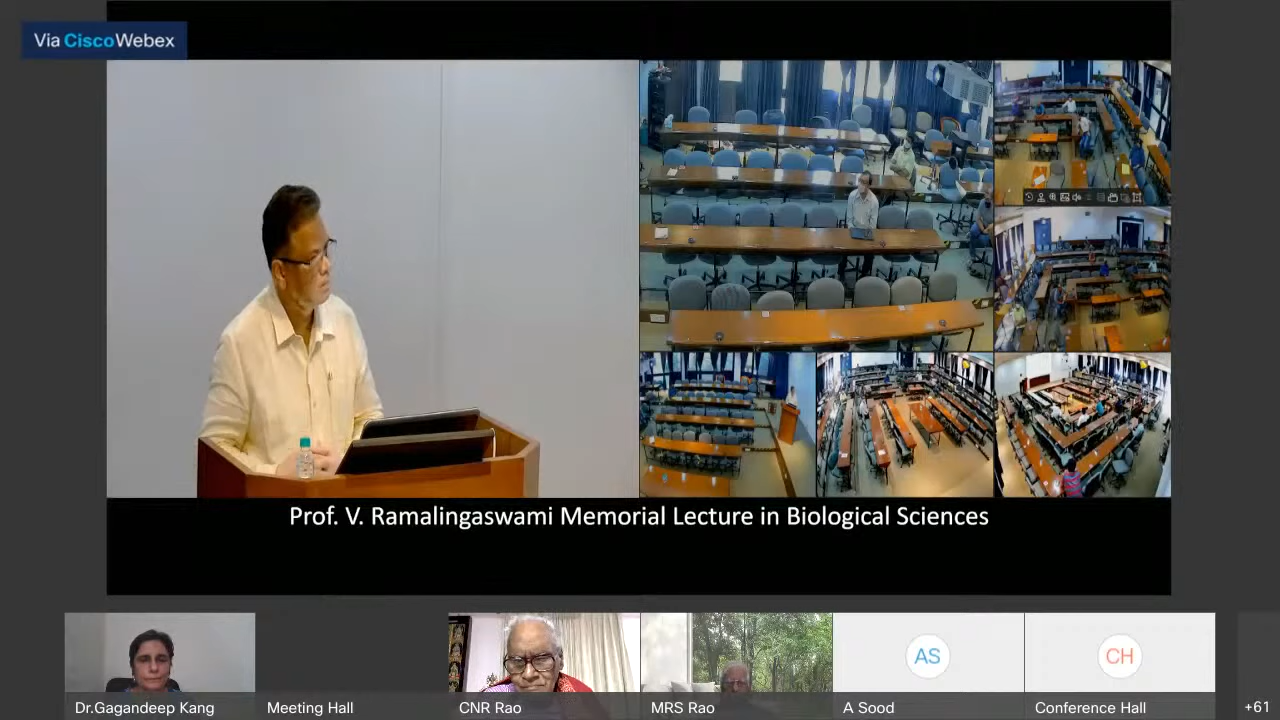 Via CiscoWebex
Prof. V. Ramalingaswami Memorial Lecture in Biological Sciences
Dr.Gagandeep Kang
Meeting Hall
CNR Rao
MRS Rao
AS
A Sood
CH
Conference Hall
+61